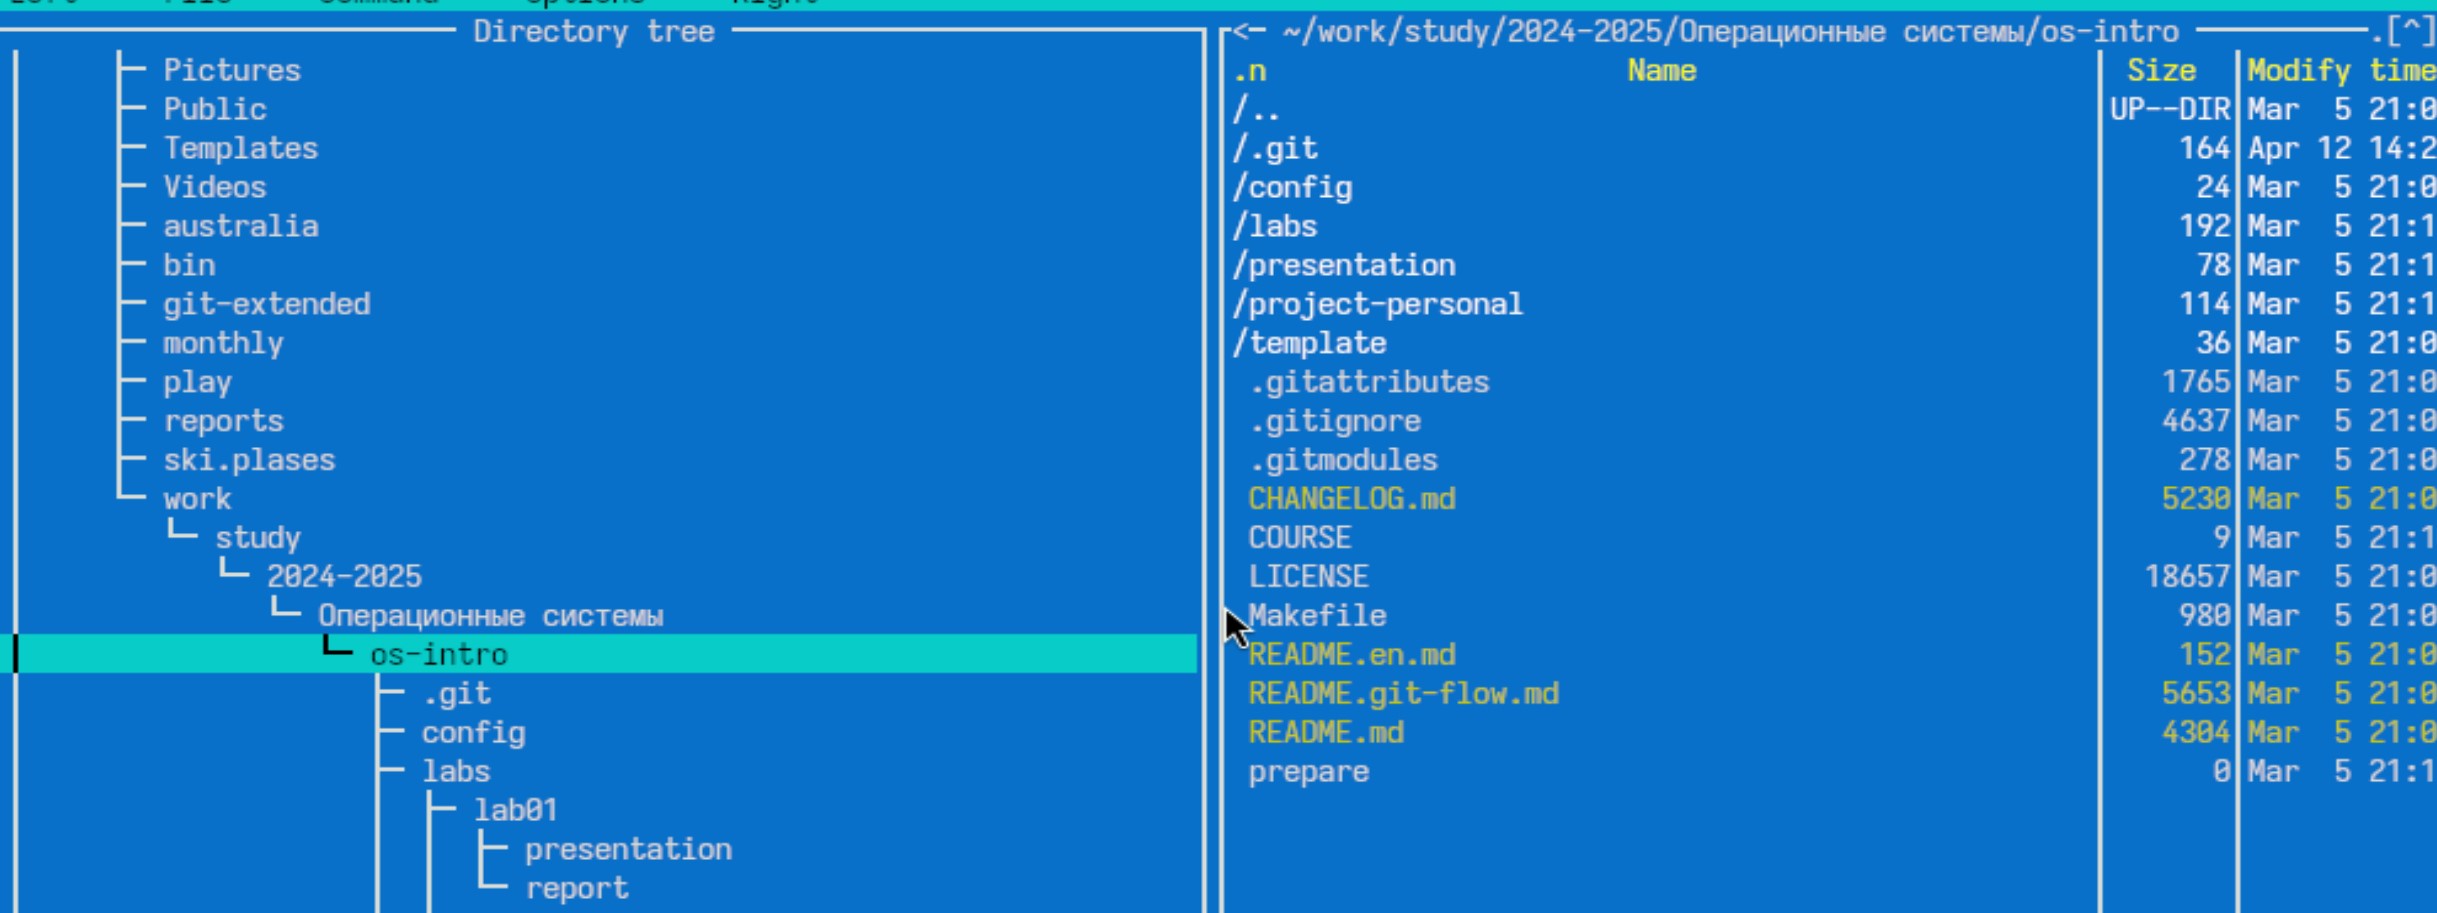 Left File Command Options Right
Directory tree
Pictures
Public
Templates
Videos
australia
bin
git-extended
monthly
play
reports
ski.plases
work
study
2024-2025
Операционные системы
os-intro
.git
config
labs
lab01
presentation
report
<─ ~/work/study/2024-2025/Операционные системы/os-intro .[^]
.n Name Size Modify time
/.. UP--DIR Mar 5 21:0
/.git 164 Apr 12 14:2
/config 24 Mar 5 21:0
/labs 192 Mar 5 21:1
/presentation 78 Mar 5 21:1
/project-personal 114 Mar 5 21:1
/template 36 Mar 5 21:0
.gitattributes 1765 Mar 5 21:0
.gitignore 4637 Mar 5 21:0
.gitmodules 278 Mar 5 21:0
CHANGELOG.md 5230 Mar 5 21:0
COURSE 9 Mar 5 21:1
LICENSE 18657 Mar 5 21:0
Makefile 980 Mar 5 21:0
README.en.md 152 Mar 5 21:0
README.git-flow.md 5653 Mar 5 21:0
README.md 4304 Mar 5 21:0
prepare 0 Mar 5 21:1